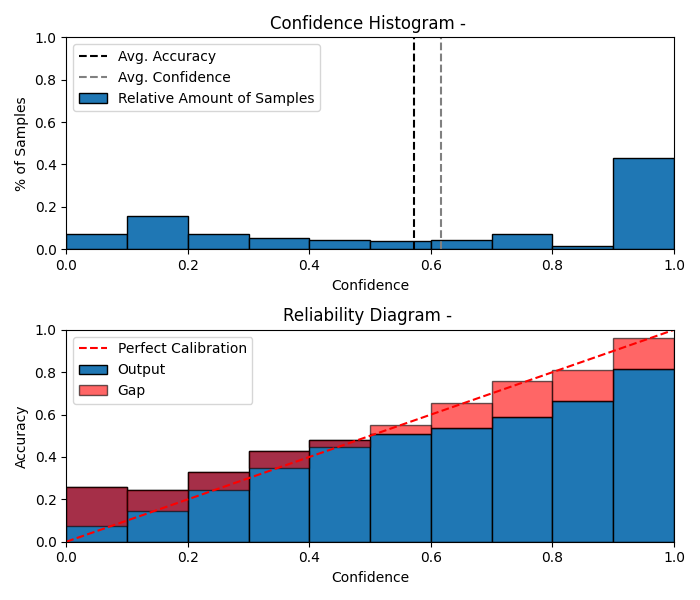 Confidence Histogram -
1.0
0.8
0.6
0.4
0.2
0.0
% of Samples
Avg. Accuracy
Avg. Confidence
Relative Amount of Samples
0.0 0.2 0.4 0.6 0.8 1.0
Confidence
Reliability Diagram -
1.0
0.8
0.6
0.4
0.2
0.0
Accuracy
Perfect Calibration
Output
Gap
0.0 0.2 0.4 0.6 0.8 1.0
Confidence